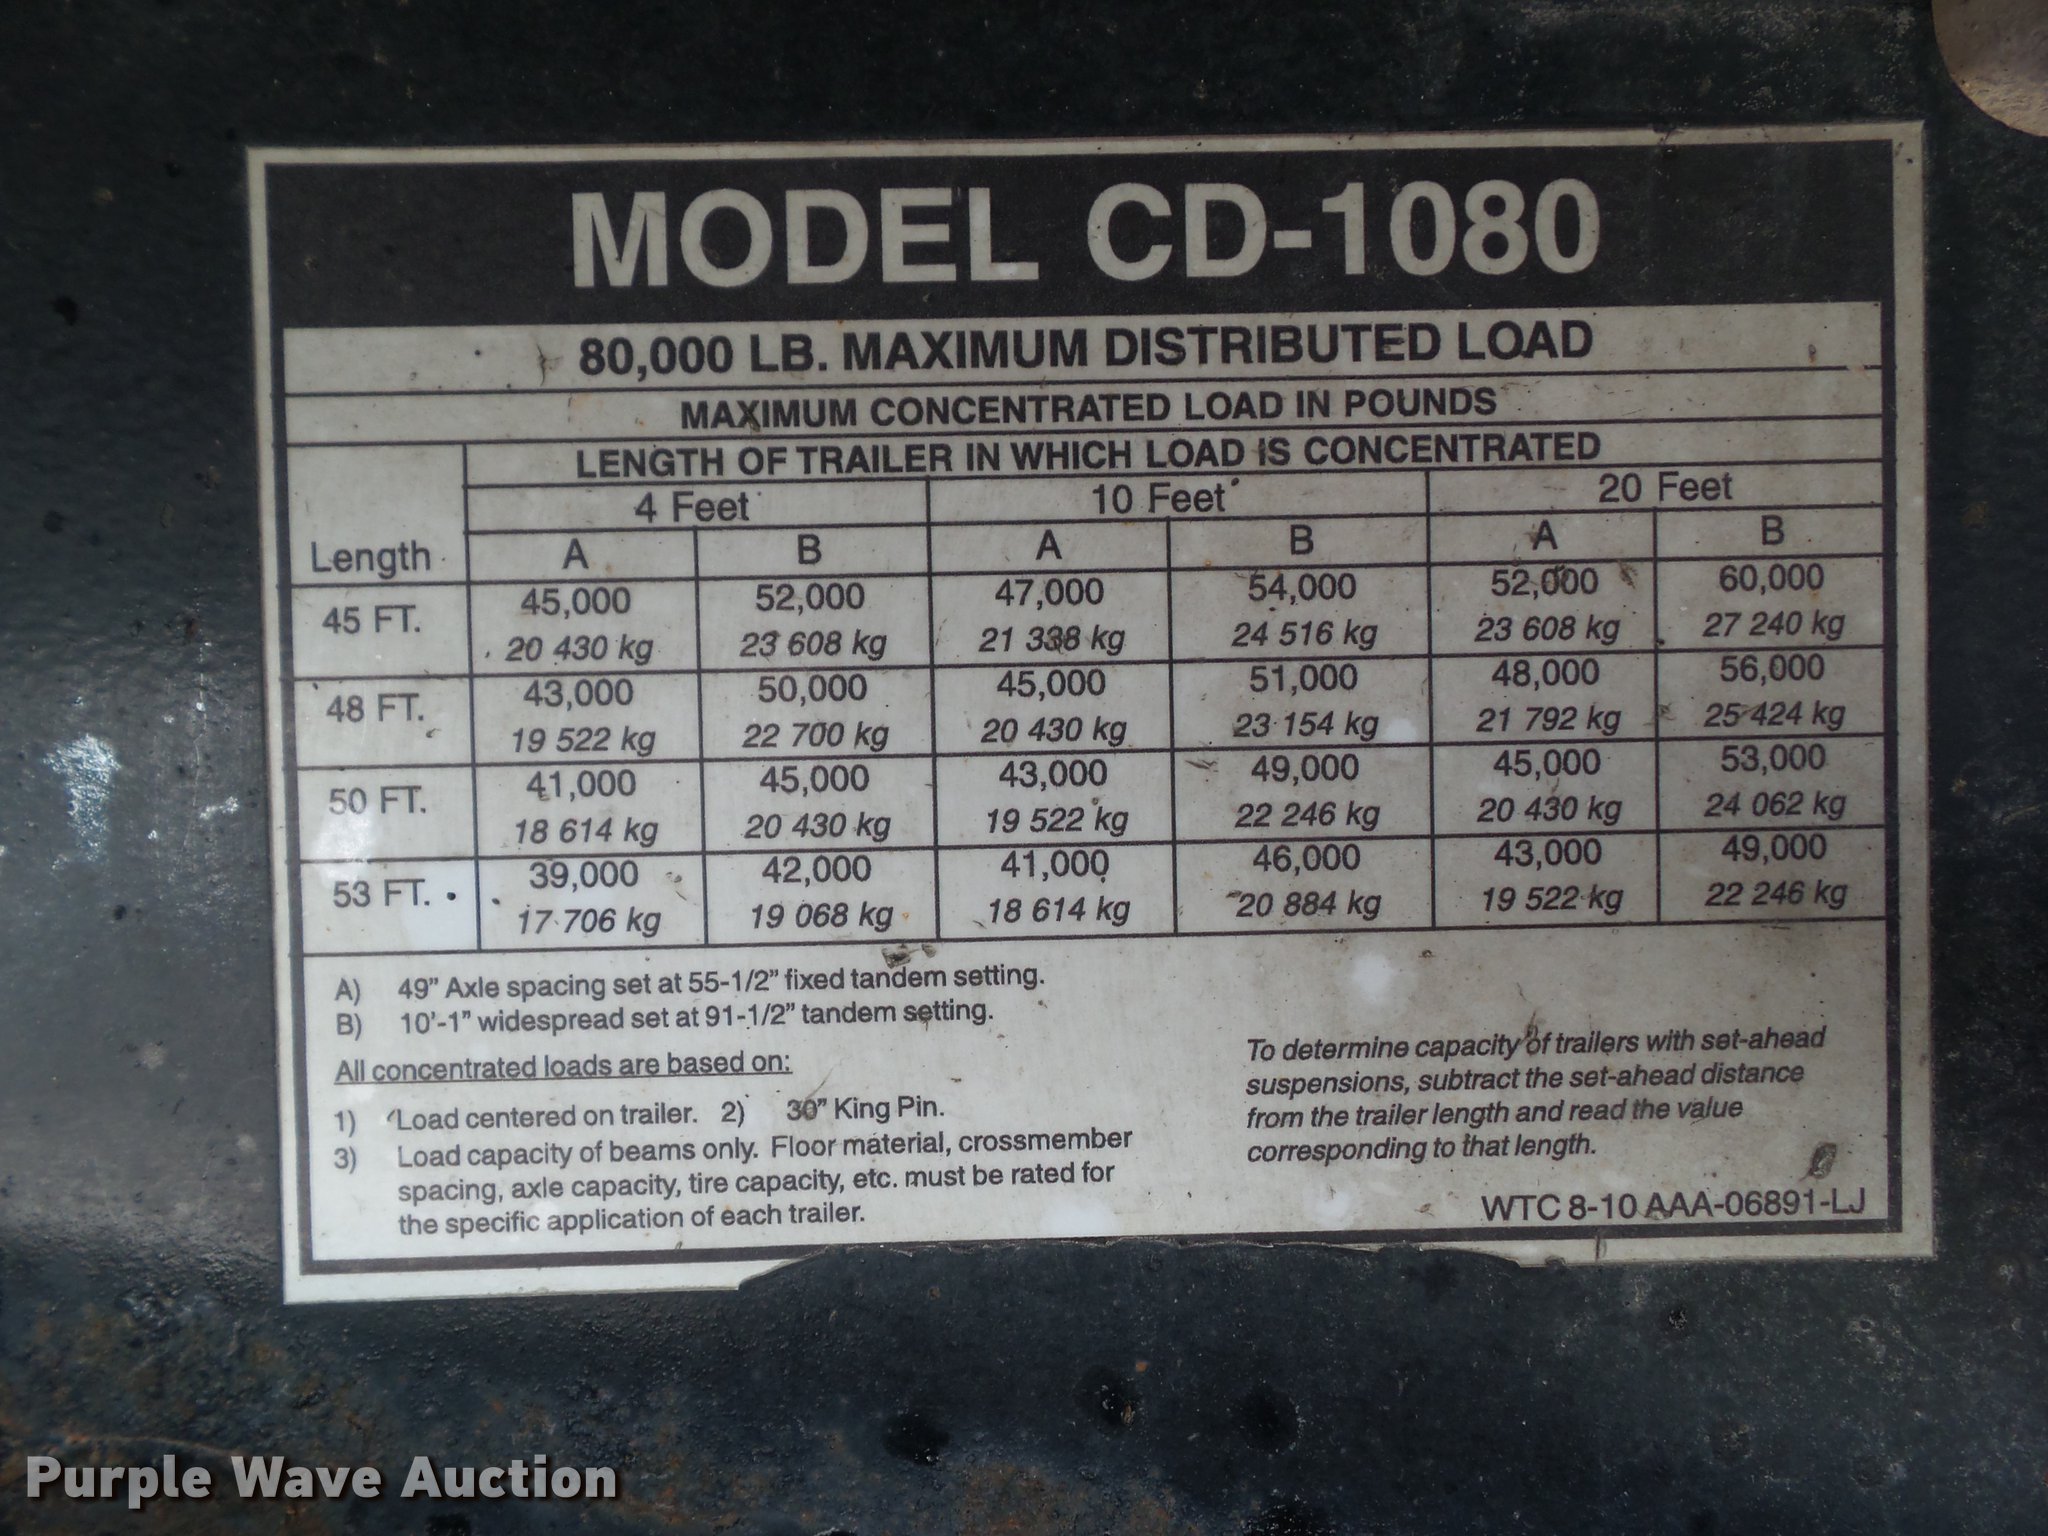 MODEL CD-1080
80,000 LB. MAXIMUM DISTRIBUTED LOAD
MAXIMUM CONCENTRATED LOAD IN POUNDS
LENGTH OF TRAILER IN WHICH LOAD IS CONCENTRATED
4 Feet 10 Feet 20 Feet
Length A B A B A B
45 FT. 45,000 52,000 47,000 54,000 52,000 60,000
20 430 kg 23 608 kg 21 338 kg 24 516 kg 23 608 kg 27 240 kg
48 FT. 43,000 50,000 45,000 51,000 48,000 56,000
19 522 kg 22 700 kg 20 430 kg 23 154 kg 21 792 kg 25 424 kg
50 FT. 41,000 45,000 43,000 49,000 45,000 53,000
18 614 kg 20 430 kg 19 522 kg 22 246 kg 20 430 kg 24 062 kg
53 FT. 39,000 42,000 41,000 46,000 43,000 49,000
17 706 kg 19 068 kg 18 614 kg 20 884 kg 19 522 kg 22 246 kg
A) 49" Axle spacing set at 55-1/2" fixed tandem setting.
B) 10'-1" widespread set at 91-1/2" tandem setting.
All concentrated loads are based on:
1) Load centered on trailer. 2) 30" King Pin.
3) Load capacity of beams only. Floor material, crossmember
spacing, axle capacity, tire capacity, etc. must be rated for
the specific application of each trailer.
To determine capacity of trailers with set-ahead
suspensions, subtract the set-ahead distance
from the trailer length and read the value
corresponding to that length.
WTC 8-10 AAA-06891-LJ
Purple Wave Auction